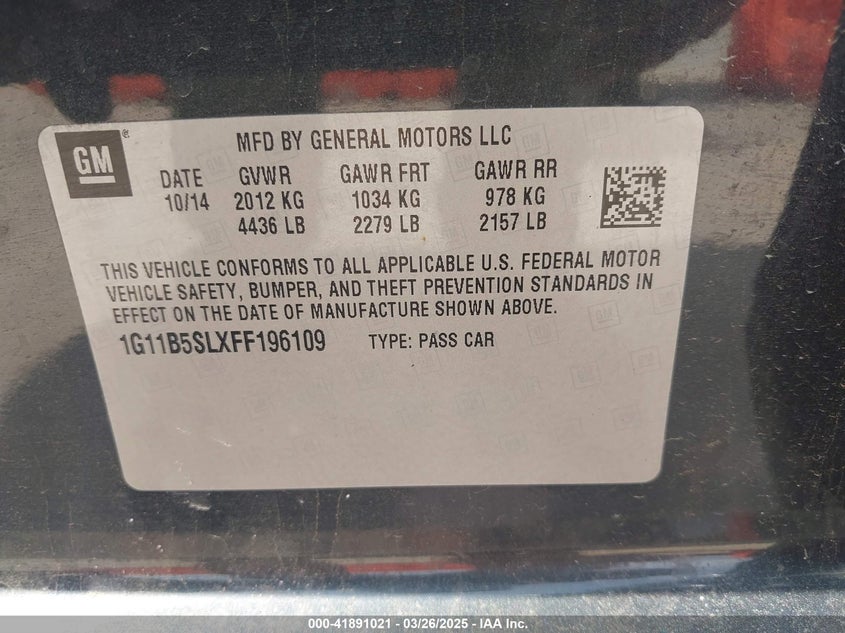 GM
MFD BY GENERAL MOTORS LLC
DATE GVWR GAWR FRT GAWR RR
10/14 2012 KG 1034 KG 978 KG
4436 LB 2279 LB 2157 LB
THIS VEHICLE CONFORMS TO ALL APPLICABLE U.S. FEDERAL MOTOR
VEHICLE SAFETY, BUMPER, AND THEFT PREVENTION STANDARDS IN
EFFECT ON THE DATE OF MANUFACTURE SHOWN ABOVE.
1G11B5SLXFF196109 TYPE: PASS CAR
000-41891021 - 03/26/2025 - IAAI.com